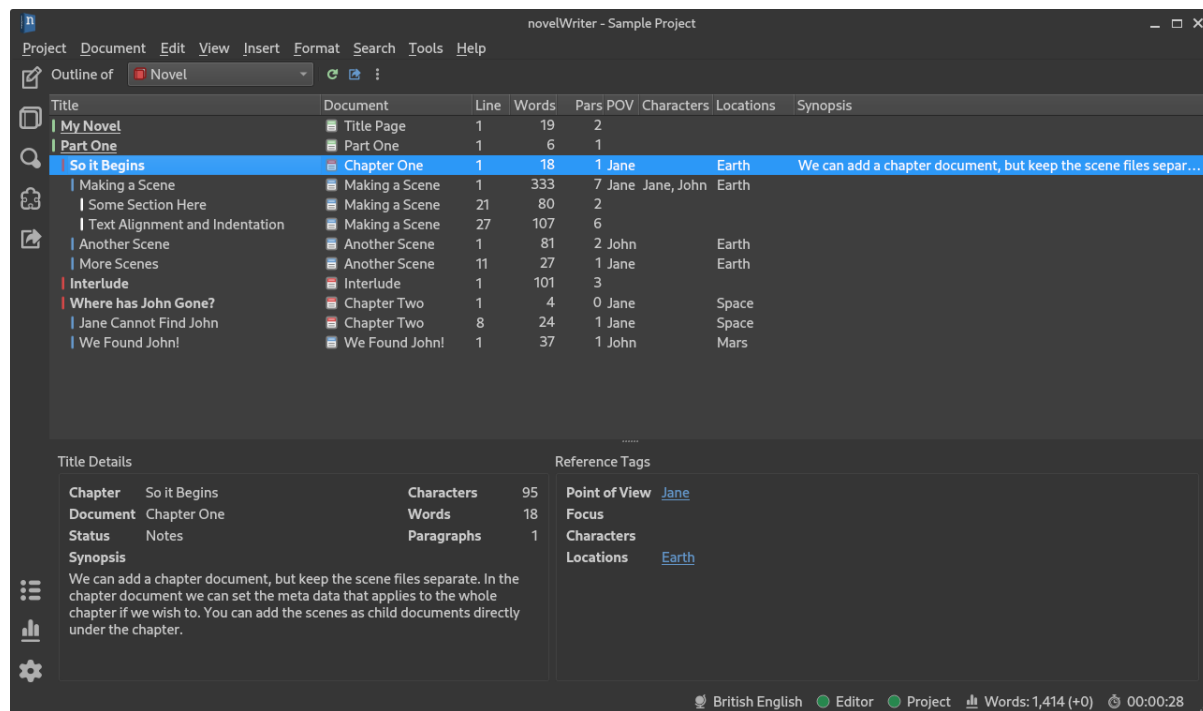 n
novelWriter - Sample Project
Project Document Edit View Insert Format Search Tools Help
Outline of Novel
Title Document Line Words Pars POV Characters Locations Synopsis
My Novel Title Page 1 19 2
Part One Part One 1 6 1
So it Begins Chapter One 1 18 1 Jane Earth We can add a chapter document, but keep the scene files separ...
Making a Scene Making a Scene 1 333 7 Jane Jane, John Earth
Some Section Here Making a Scene 21 80 2
Text Alignment and Indentation Making a Scene 27 107 6
Another Scene Another Scene 1 81 2 John Earth
More Scenes Another Scene 11 27 1 Jane Earth
Interlude Interlude 1 101 3
Where has John Gone? Chapter Two 1 4 0 Jane Space
Jane Cannot Find John Chapter Two 8 24 1 Jane Space
We Found John! We Found John! 1 37 1 John Mars
Title Details
Chapter So it Begins Characters 95
Document Chapter One Words 18
Status Notes Paragraphs 1
Synopsis
We can add a chapter document, but keep the scene files separate. In the
chapter document we can set the meta data that applies to the whole
chapter if we wish to. You can add the scenes as child documents directly
under the chapter.
Reference Tags
Point of View Jane
Focus
Characters
Locations Earth
British English Editor Project Words: 1,414 (+0) 00:00:28